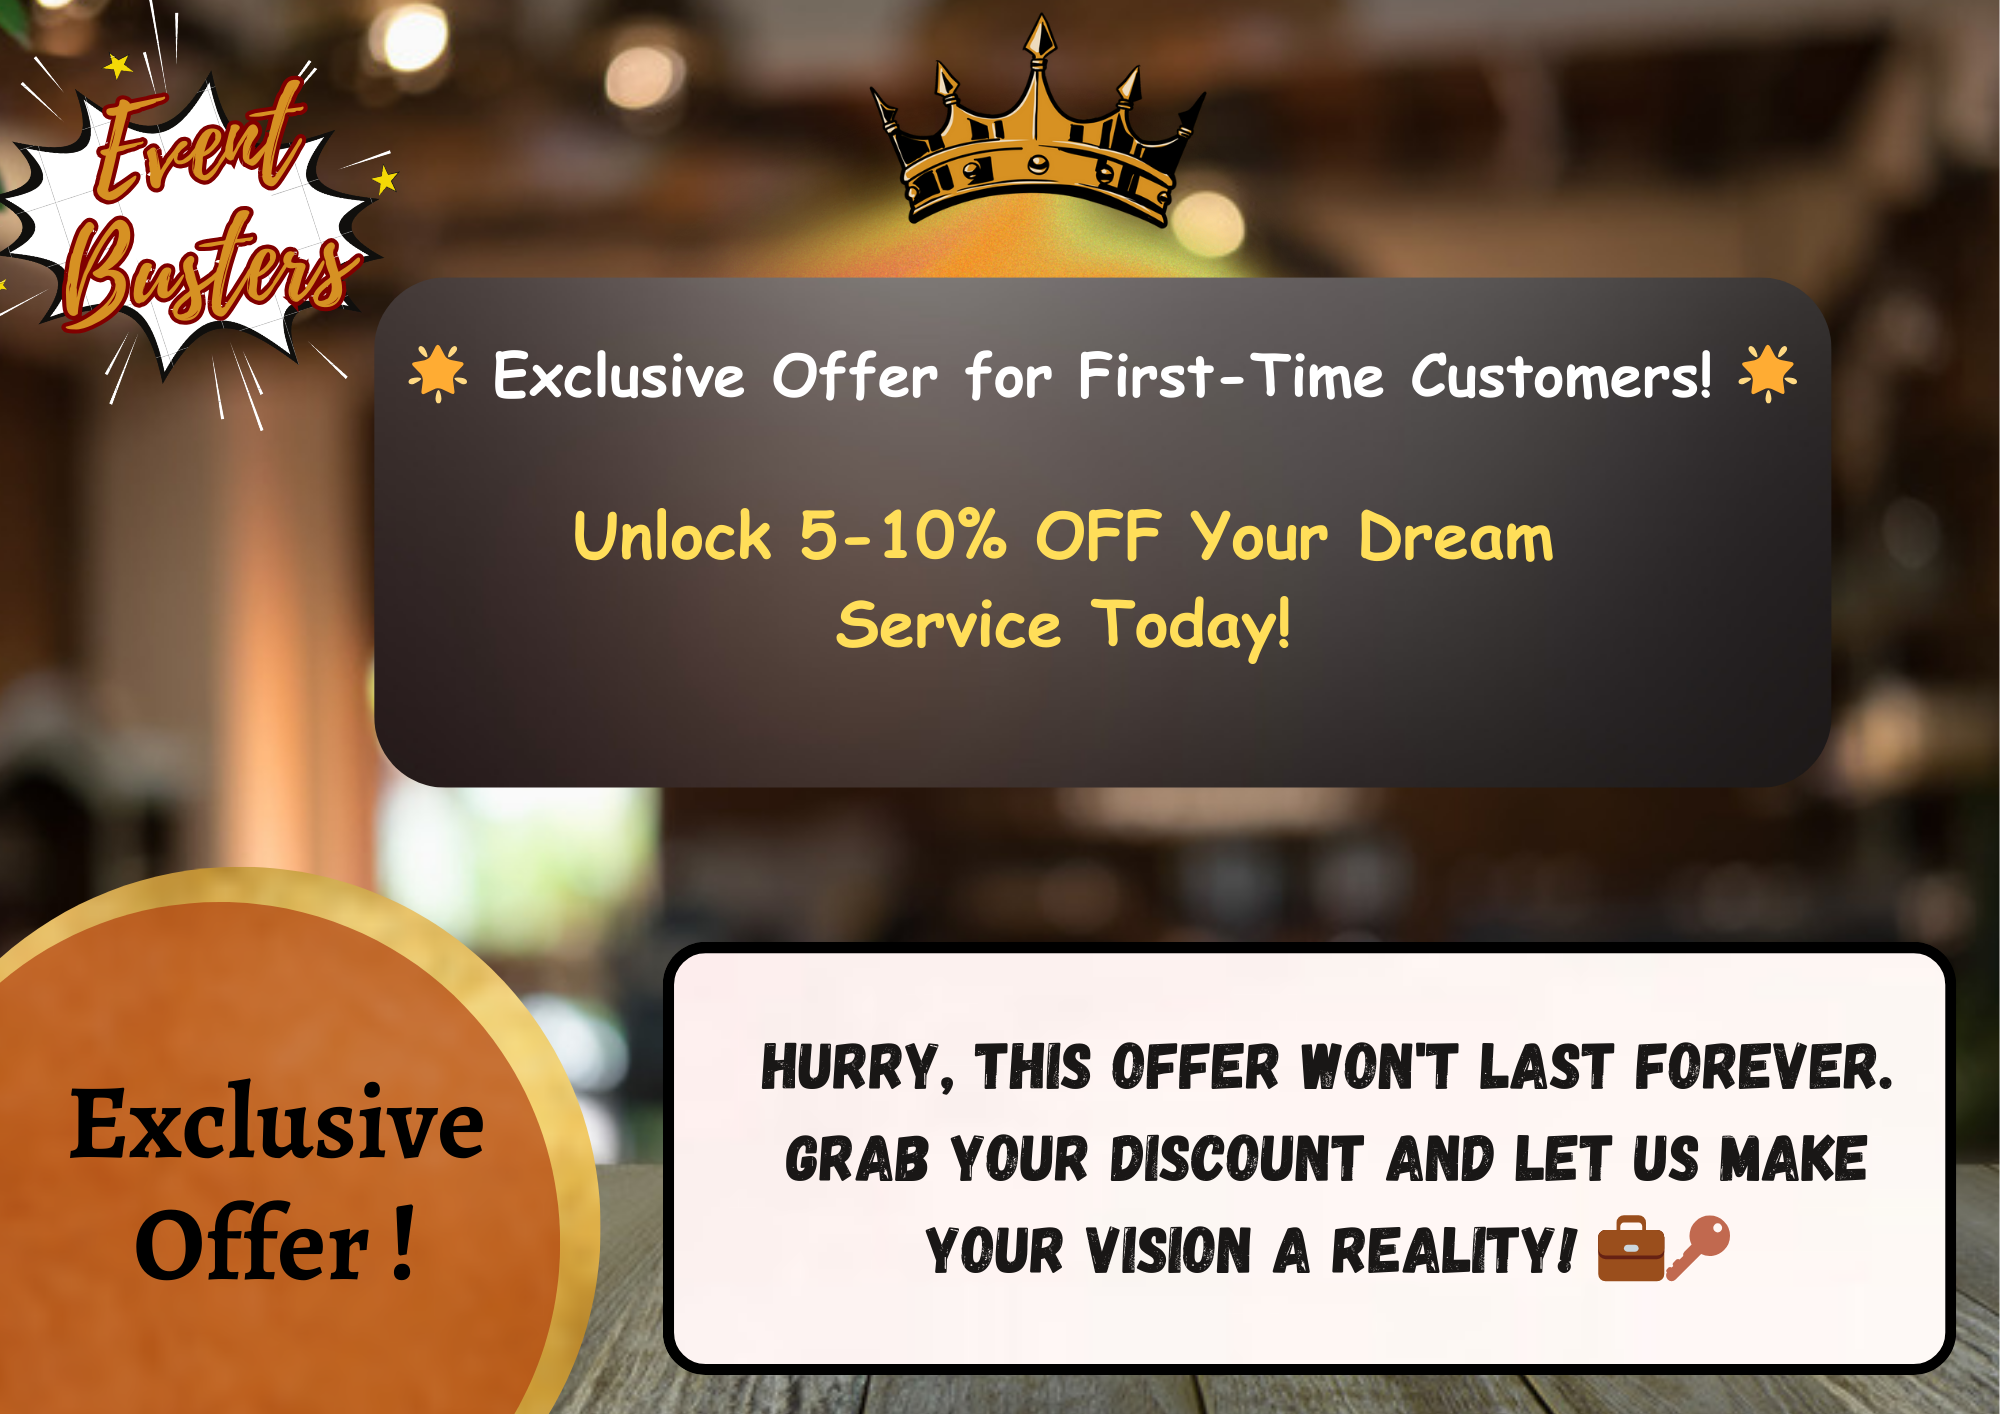 Event
Busters
🌟 Exclusive Offer for First-Time Customers! 🌟
Unlock 5-10% OFF Your Dream
Service Today!
Exclusive
Offer !
HURRY, THIS OFFER WON'T LAST FOREVER.
GRAB YOUR DISCOUNT AND LET US MAKE
YOUR VISION A REALITY! 💼🔑